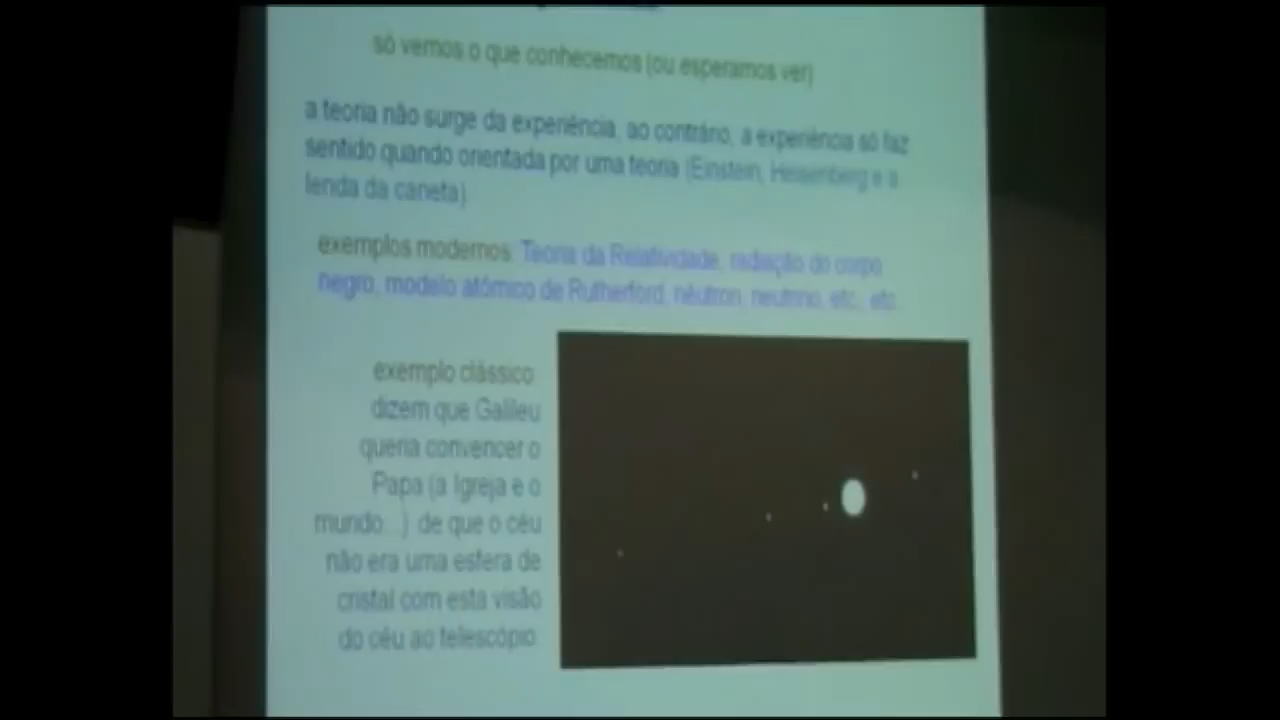 só vemos o que conhecemos (ou esperamos ver)
a teoria não surge da experiência, ao contrário, a experiência só faz
sentido quando orientada por uma teoria (Einstein, Heisenberg e a
lenda da caneta)
exemplos modernos: Teoria da Relatividade, radiação do corpo
negro, modelo atômico de Rutherford, nêutron, neutrino, etc., etc.
exemplo clássico:
dizem que Galileu
queria convencer o
Papa (a Igreja e o
mundo...) de que o céu
não era uma esfera de
cristal com esta visão
do céu ao telescópio.